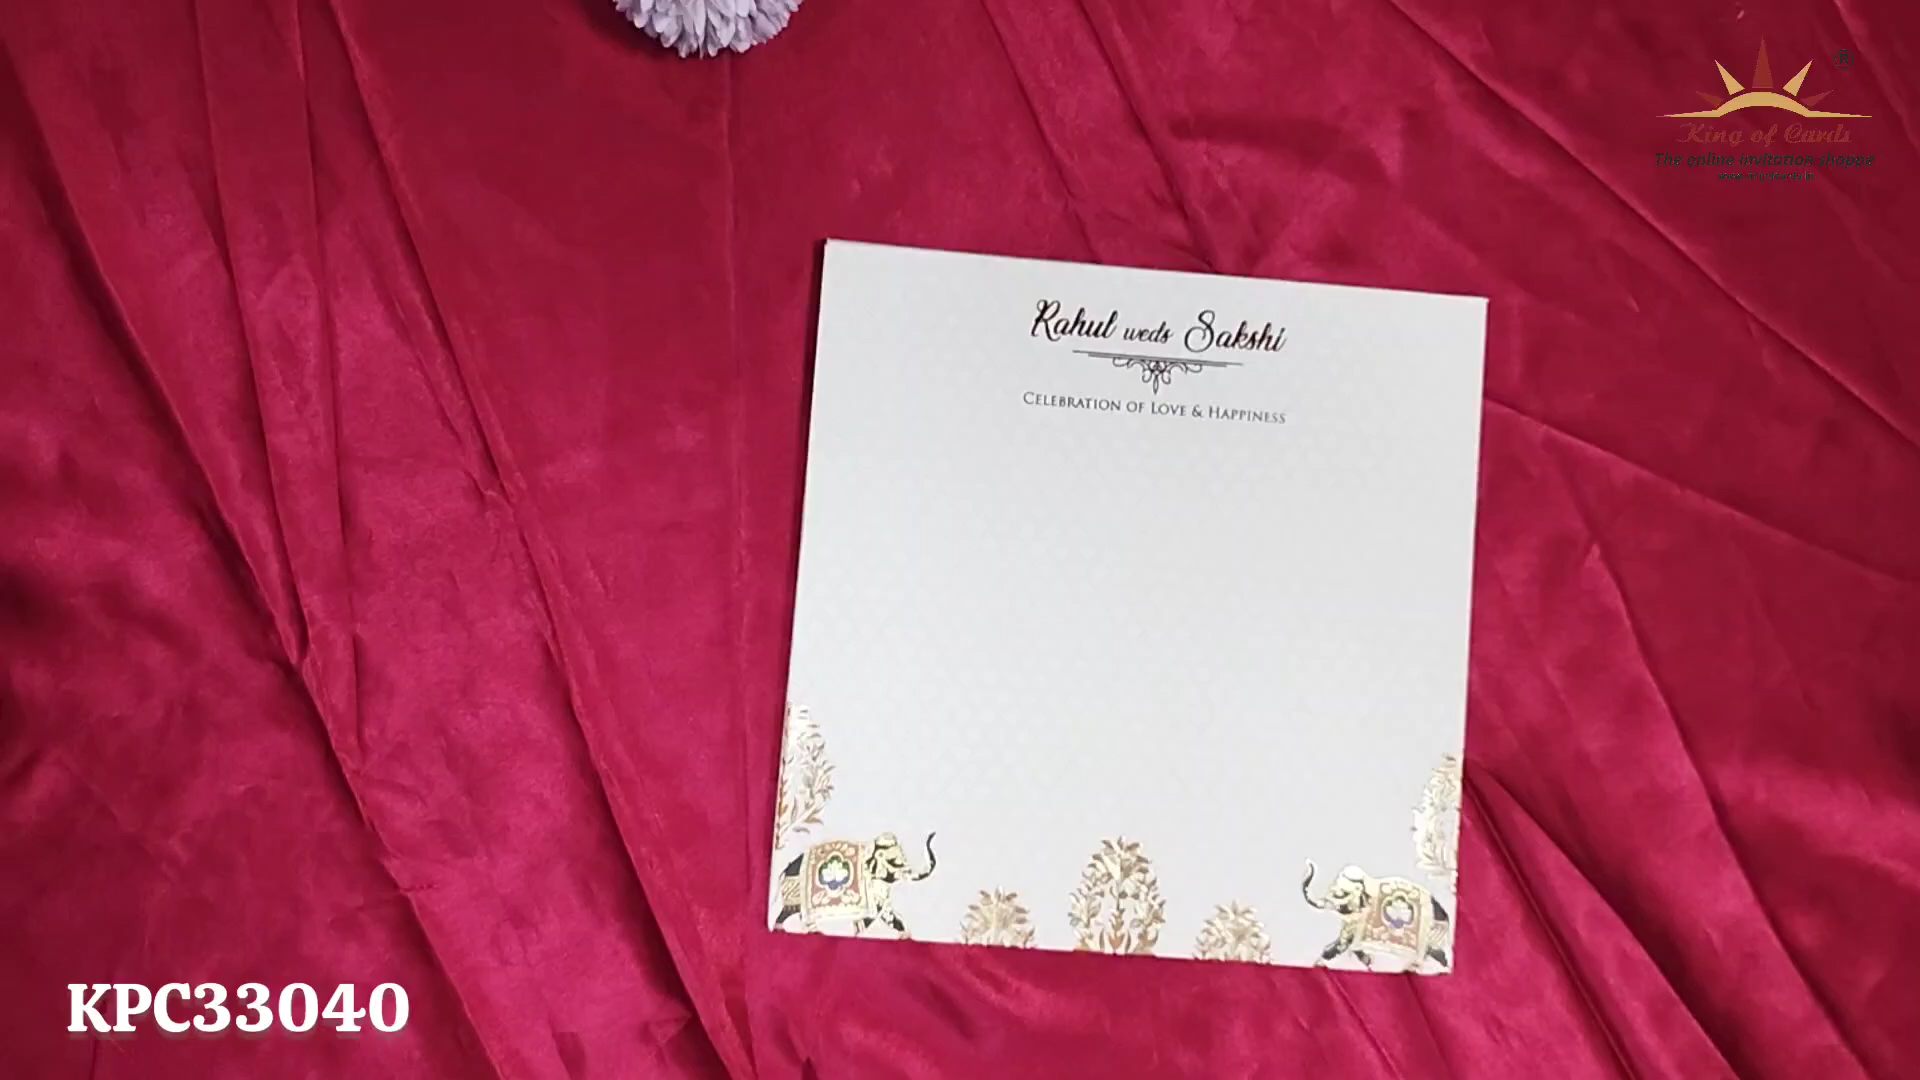 ®
King of Cards
The online invitation shoppe
Rahul weds Sakshi
CELEBRATION OF LOVE & HAPPINESS
KPC33040